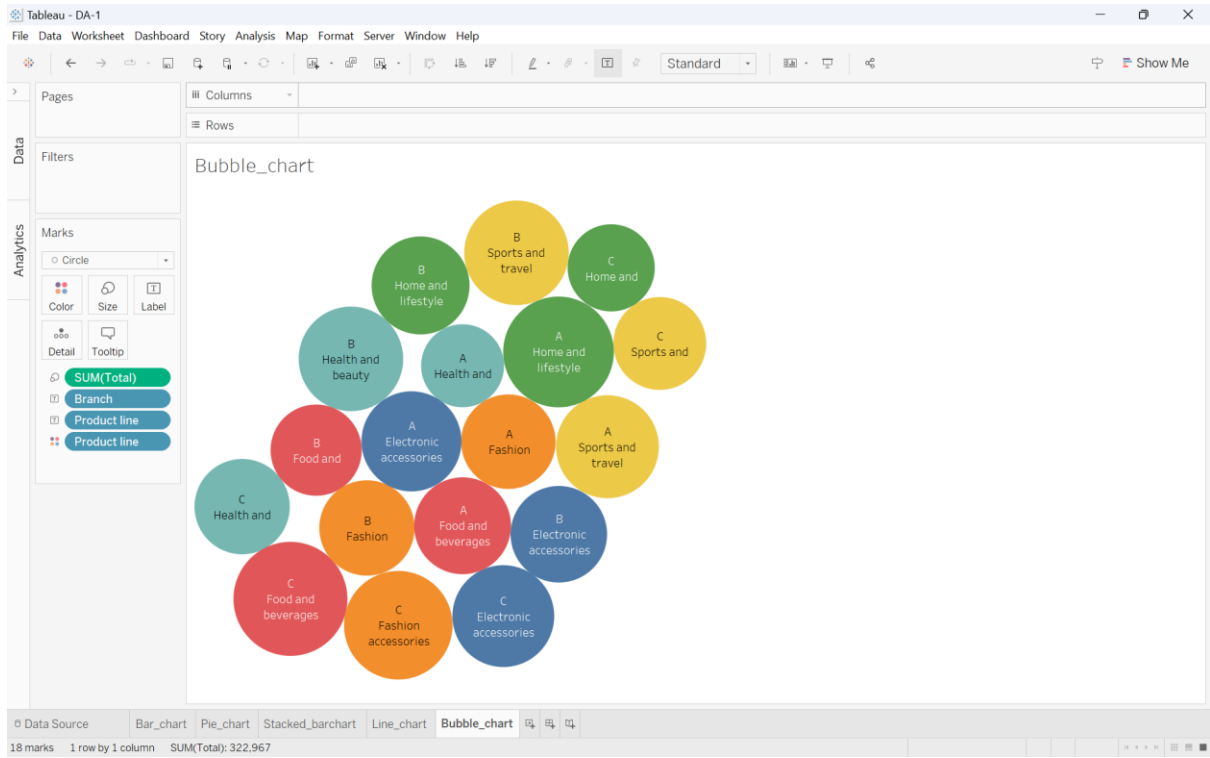 Tableau - DA-1
File Data Worksheet Dashboard Story Analysis Map Format Server Window Help
Standard
Show Me
Pages
Columns
Rows
Data
Filters
Bubble_chart
Analytics
Marks
Circle
Color Size Label
Detail Tooltip
SUM(Total)
Branch
Product line
Product line
B
Sports and
travel
C
Home and
B
Home and
lifestyle
A
Home and
lifestyle
C
Sports and
B
Health and
beauty
A
Health and
A
Electronic
accessories
A
Fashion
A
Sports and
travel
B
Food and
C
Health and
B
Fashion
A
Food and
beverages
B
Electronic
accessories
C
Food and
beverages
C
Fashion
accessories
C
Electronic
accessories
Data Source Bar_chart Pie_chart Stacked_barchart Line_chart Bubble_chart
18 marks 1 row by 1 column SUM(Total): 322,967